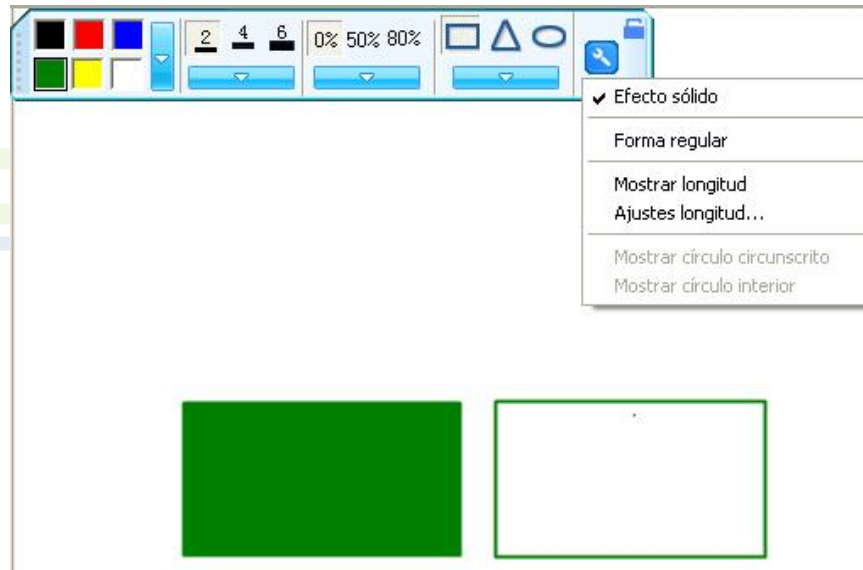 2 4 6 0% 50% 80%
Efecto sólido
Forma regular
Mostrar longitud
Ajustes longitud...
Mostrar círculo circunscrito
Mostrar círculo interior